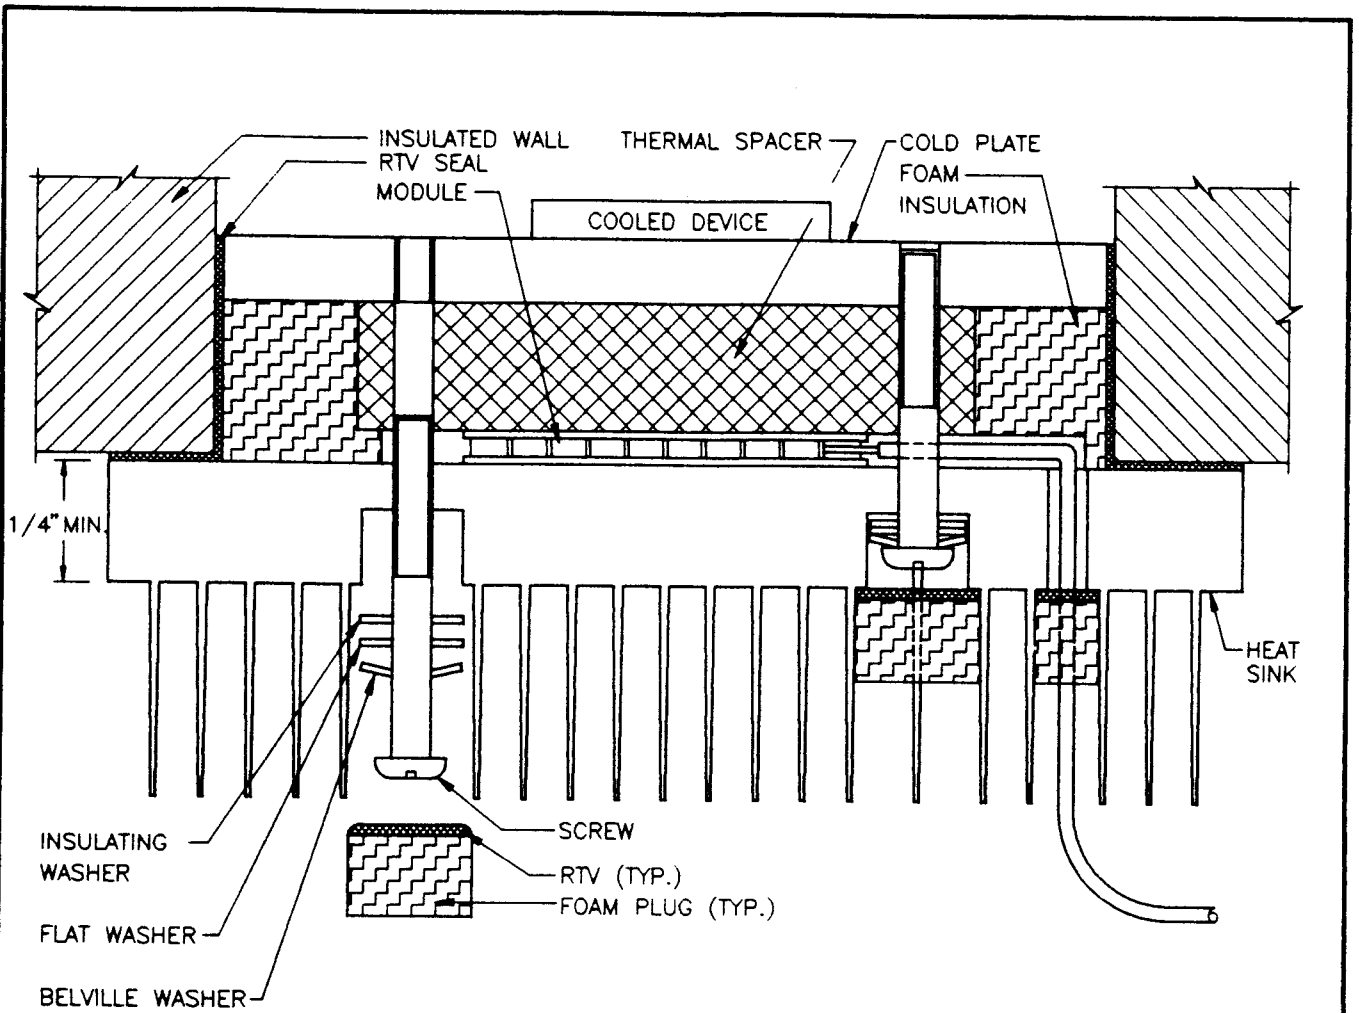 INSULATED WALL
RTV SEAL
MODULE
THERMAL SPACER
COLD PLATE
FOAM
INSULATION
COOLED DEVICE
1/4" MIN.
HEAT
SINK
INSULATING
WASHER
FLAT WASHER
BELVILLE WASHER
SCREW
RTV (TYP.)
FOAM PLUG (TYP.)